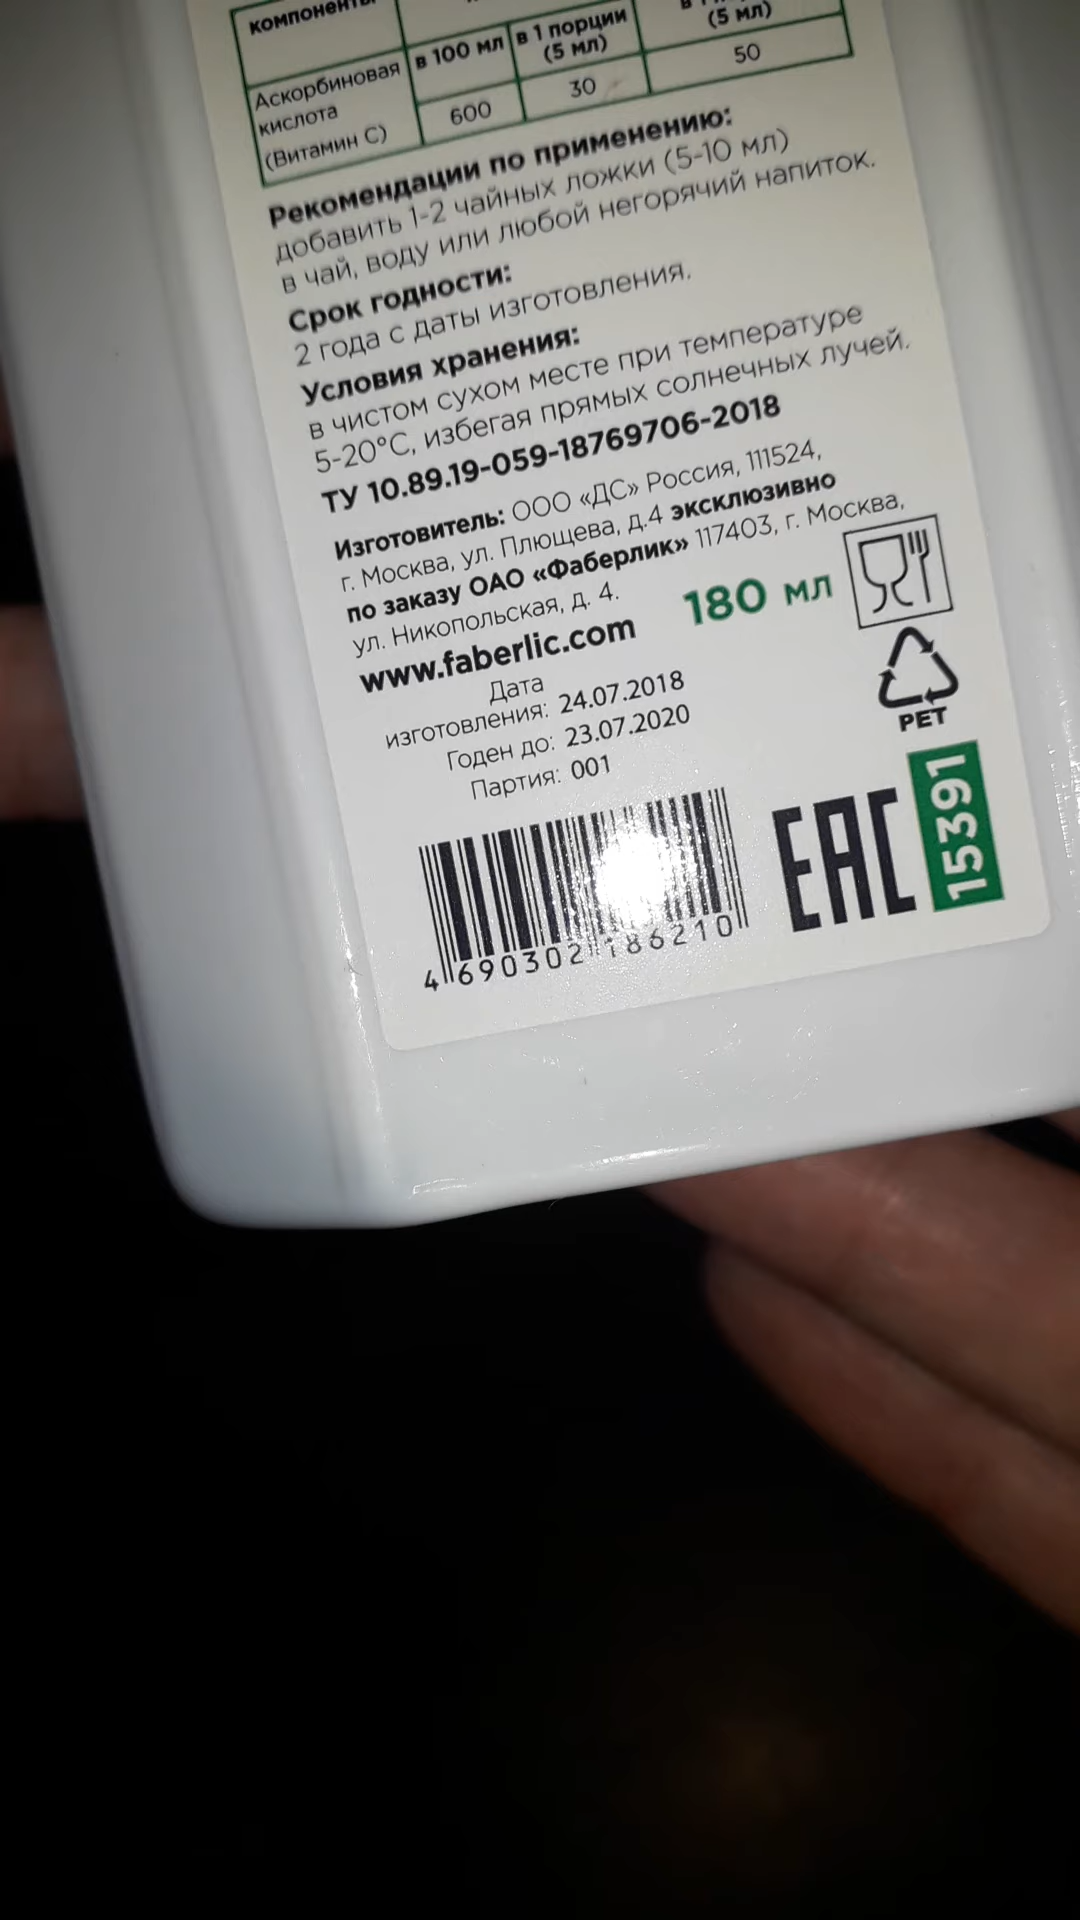 компоненты
в 100 мл
в 1 порции
(5 мл)
(5 мл)
Аскорбиновая
кислота
(Витамин С)
600
30
50
Рекомендации по применению:
добавить 1-2 чайных ложки (5-10 мл)
в чай, воду или любой негорячий напиток.
Срок годности:
2 года с даты изготовления.
Условия хранения:
в чистом сухом месте при температуре
5-20°С, избегая прямых солнечных лучей.
ТУ 10.89.19-059-18769706-2018
Изготовитель: ООО «ДС» Россия, 111524,
г. Москва, ул. Плющева, д.4 эксклюзивно
по заказу ОАО «Фаберлик» 117403, г. Москва,
ул. Никопольская, д. 4.
www.faberlic.com
180 мл
Дата
изготовления: 24.07.2018
Годен до: 23.07.2020
Партия: 001
PET
EAC
15391
4 690302 186210